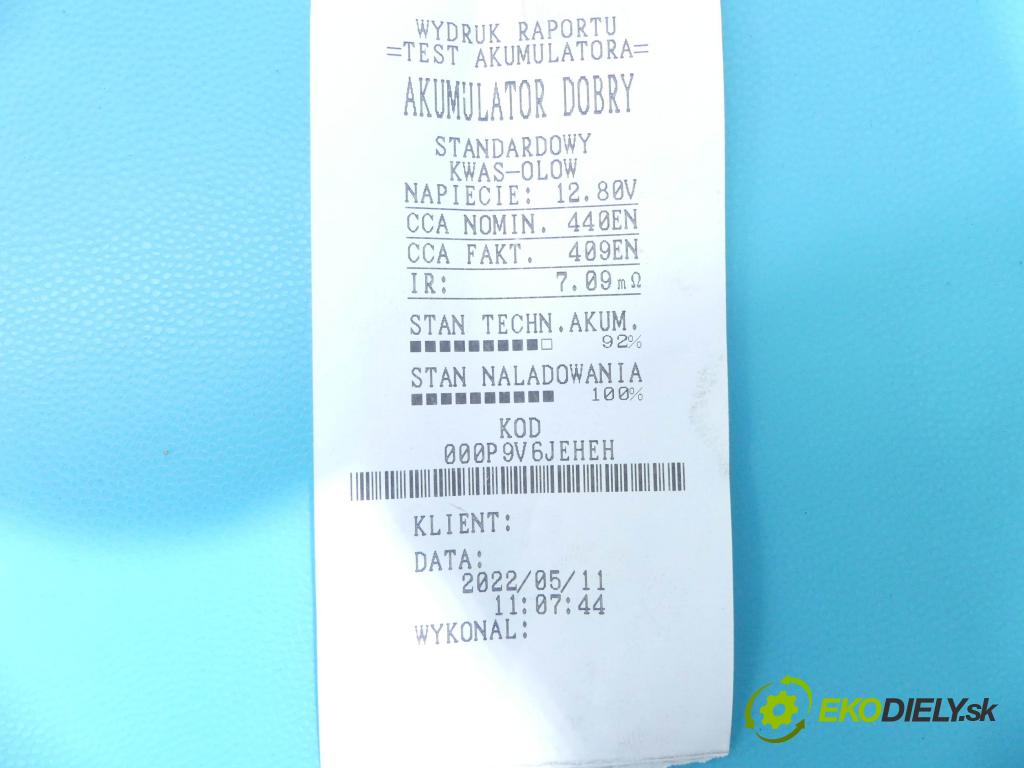 WYDRUK RAPORTU
=TEST AKUMULATORA=
AKUMULATOR DOBRY
STANDARDOWY
KWAS-OLOW
NAPIECIE: 12.80V
CCA NOMIN. 440EN
CCA FAKT. 409EN
IR: 7.09mΩ
STAN TECHN.AKUM.
■■■■■■■■■□ 92%
STAN NALADOWANIA
■■■■■■■■■■ 100%
KOD
000P9V6JEHEH
KLIENT:
DATA:
2022/05/11
11:07:44
WYKONAL:
EKODIELY.sk